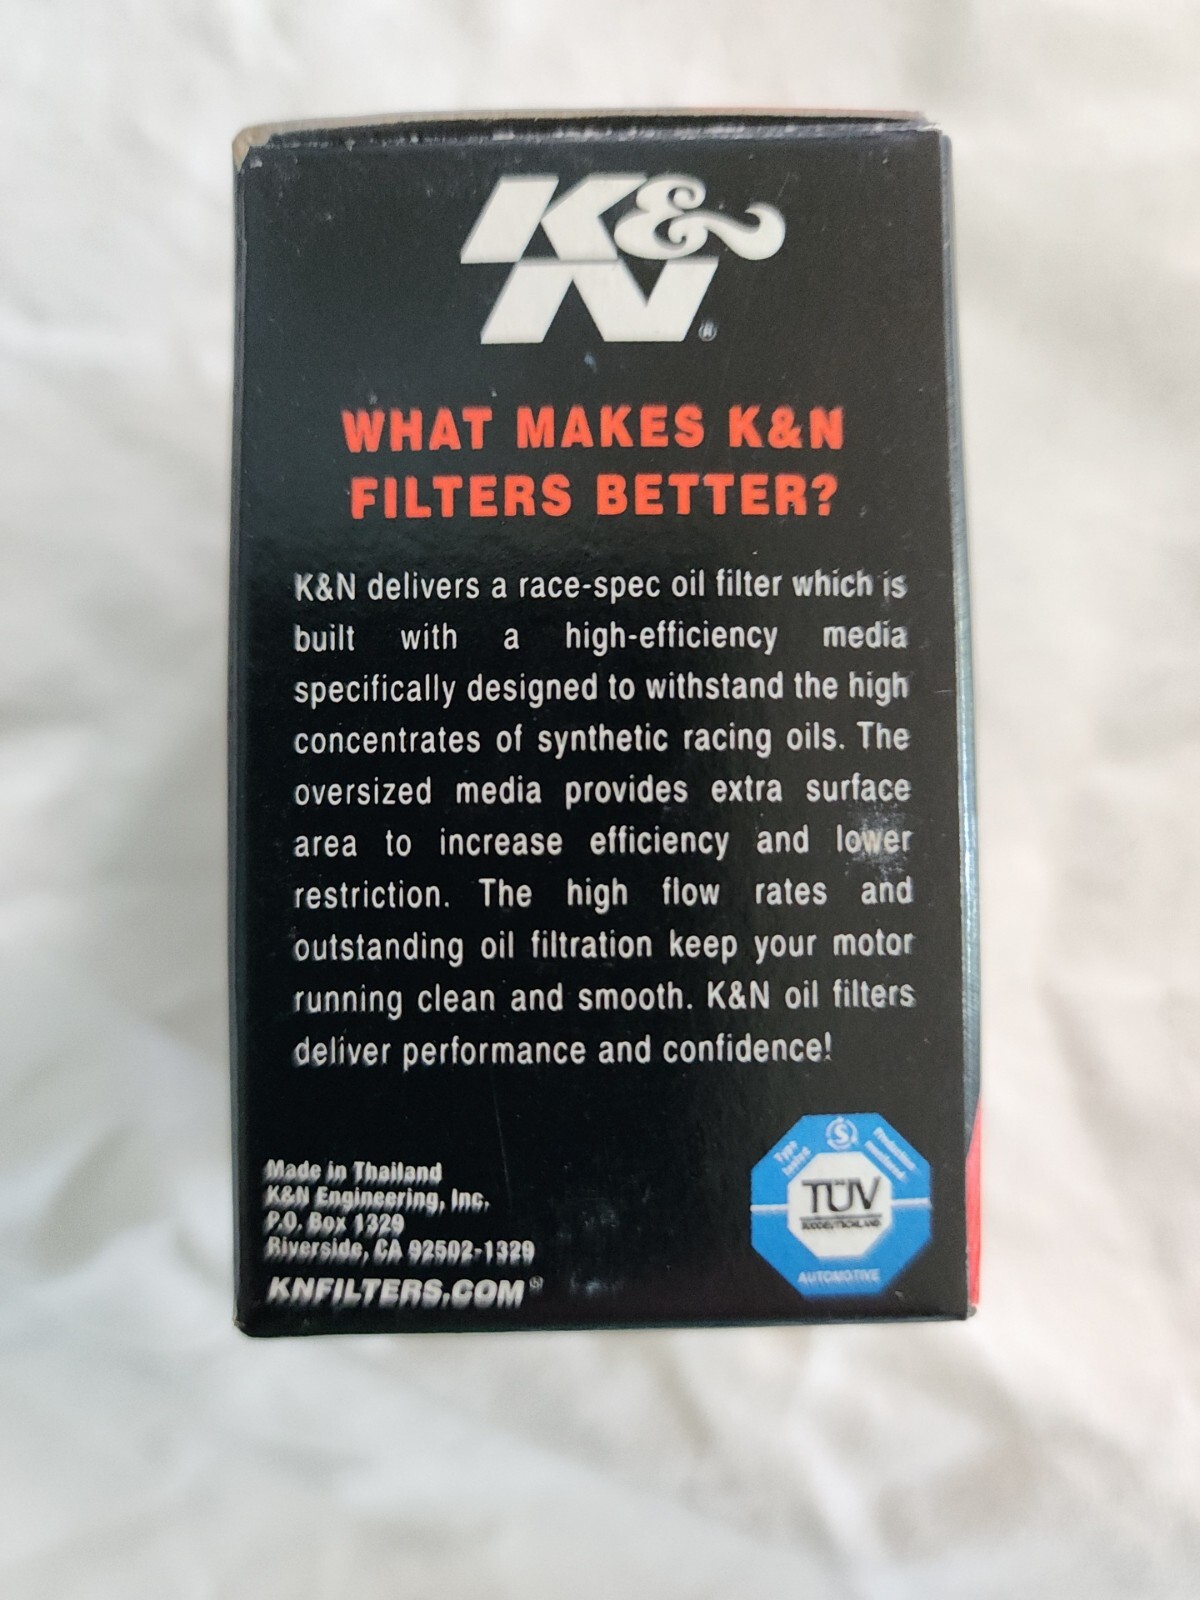 K&N®
WHAT MAKES K&N
FILTERS BETTER?
K&N delivers a race-spec oil filter which is
built with a high-efficiency media
specifically designed to withstand the high
concentrates of synthetic racing oils. The
oversized media provides extra surface
area to increase efficiency and lower
restriction. The high flow rates and
outstanding oil filtration keep your motor
running clean and smooth. K&N oil filters
deliver performance and confidence!
Made in Thailand
K&N Engineering, Inc.
P.O. Box 1329
Riverside, CA 92502-1329
KNFILTERS.COM®
S
Type
tested
Production
TÜV
AUTOMOTIVE